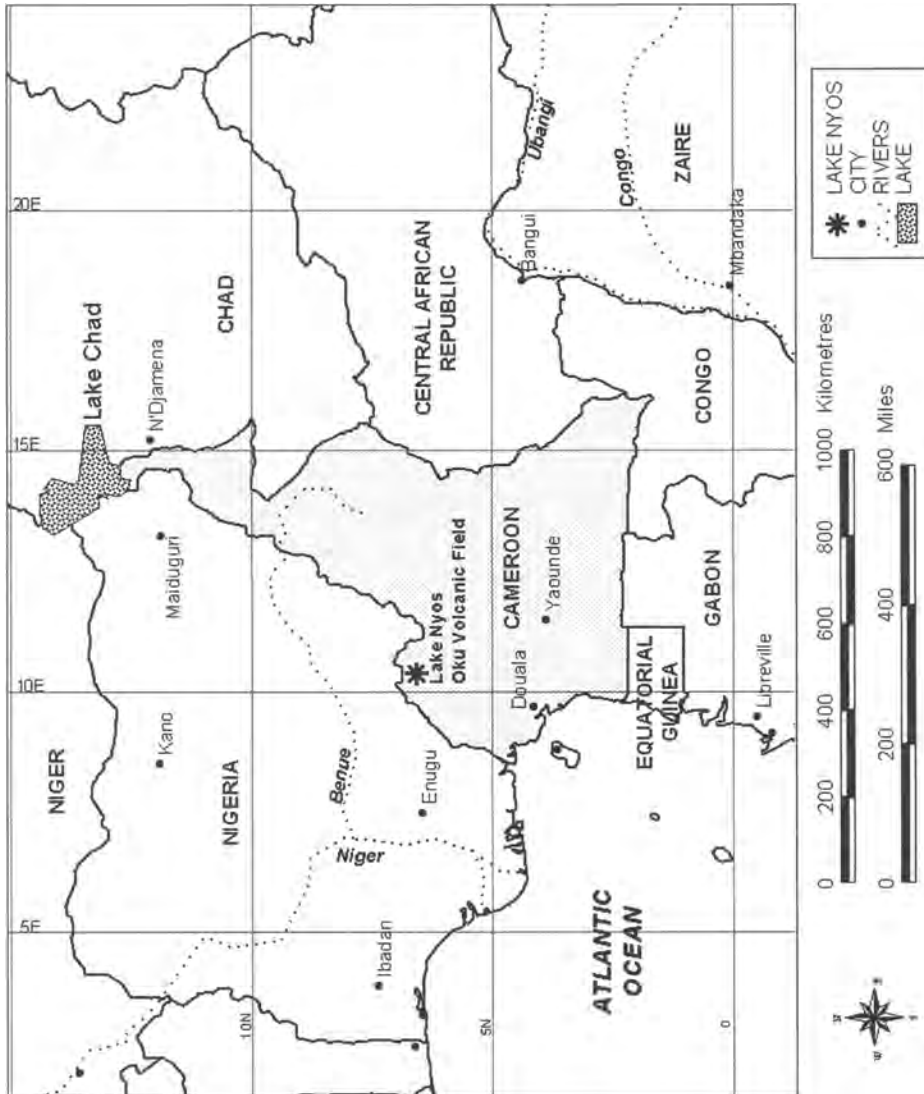 20E
15E
10E
5E
10N
5N
0
NIGER
Lake Chad
N'Djamena
CHAD
Maiduguri
Kano
NIGERIA
Benue
Niger
Ibadan
Enugu
Lake Nyos
Oku Volcanic Field
CENTRAL AFRICAN
REPUBLIC
CAMEROON
Douala
Yaounde
Bangui
Ubangi
Congo
ZAIRE
Mbandaka
CONGO
GABON
EQUATORIAL
GUINEA
Libreville
ATLANTIC
OCEAN
N
W
E
S
0 200 400 600 800 1000 Kilometres
0 200 400 600 Miles
LAKE NYOS
CITY
RIVERS
LAKE